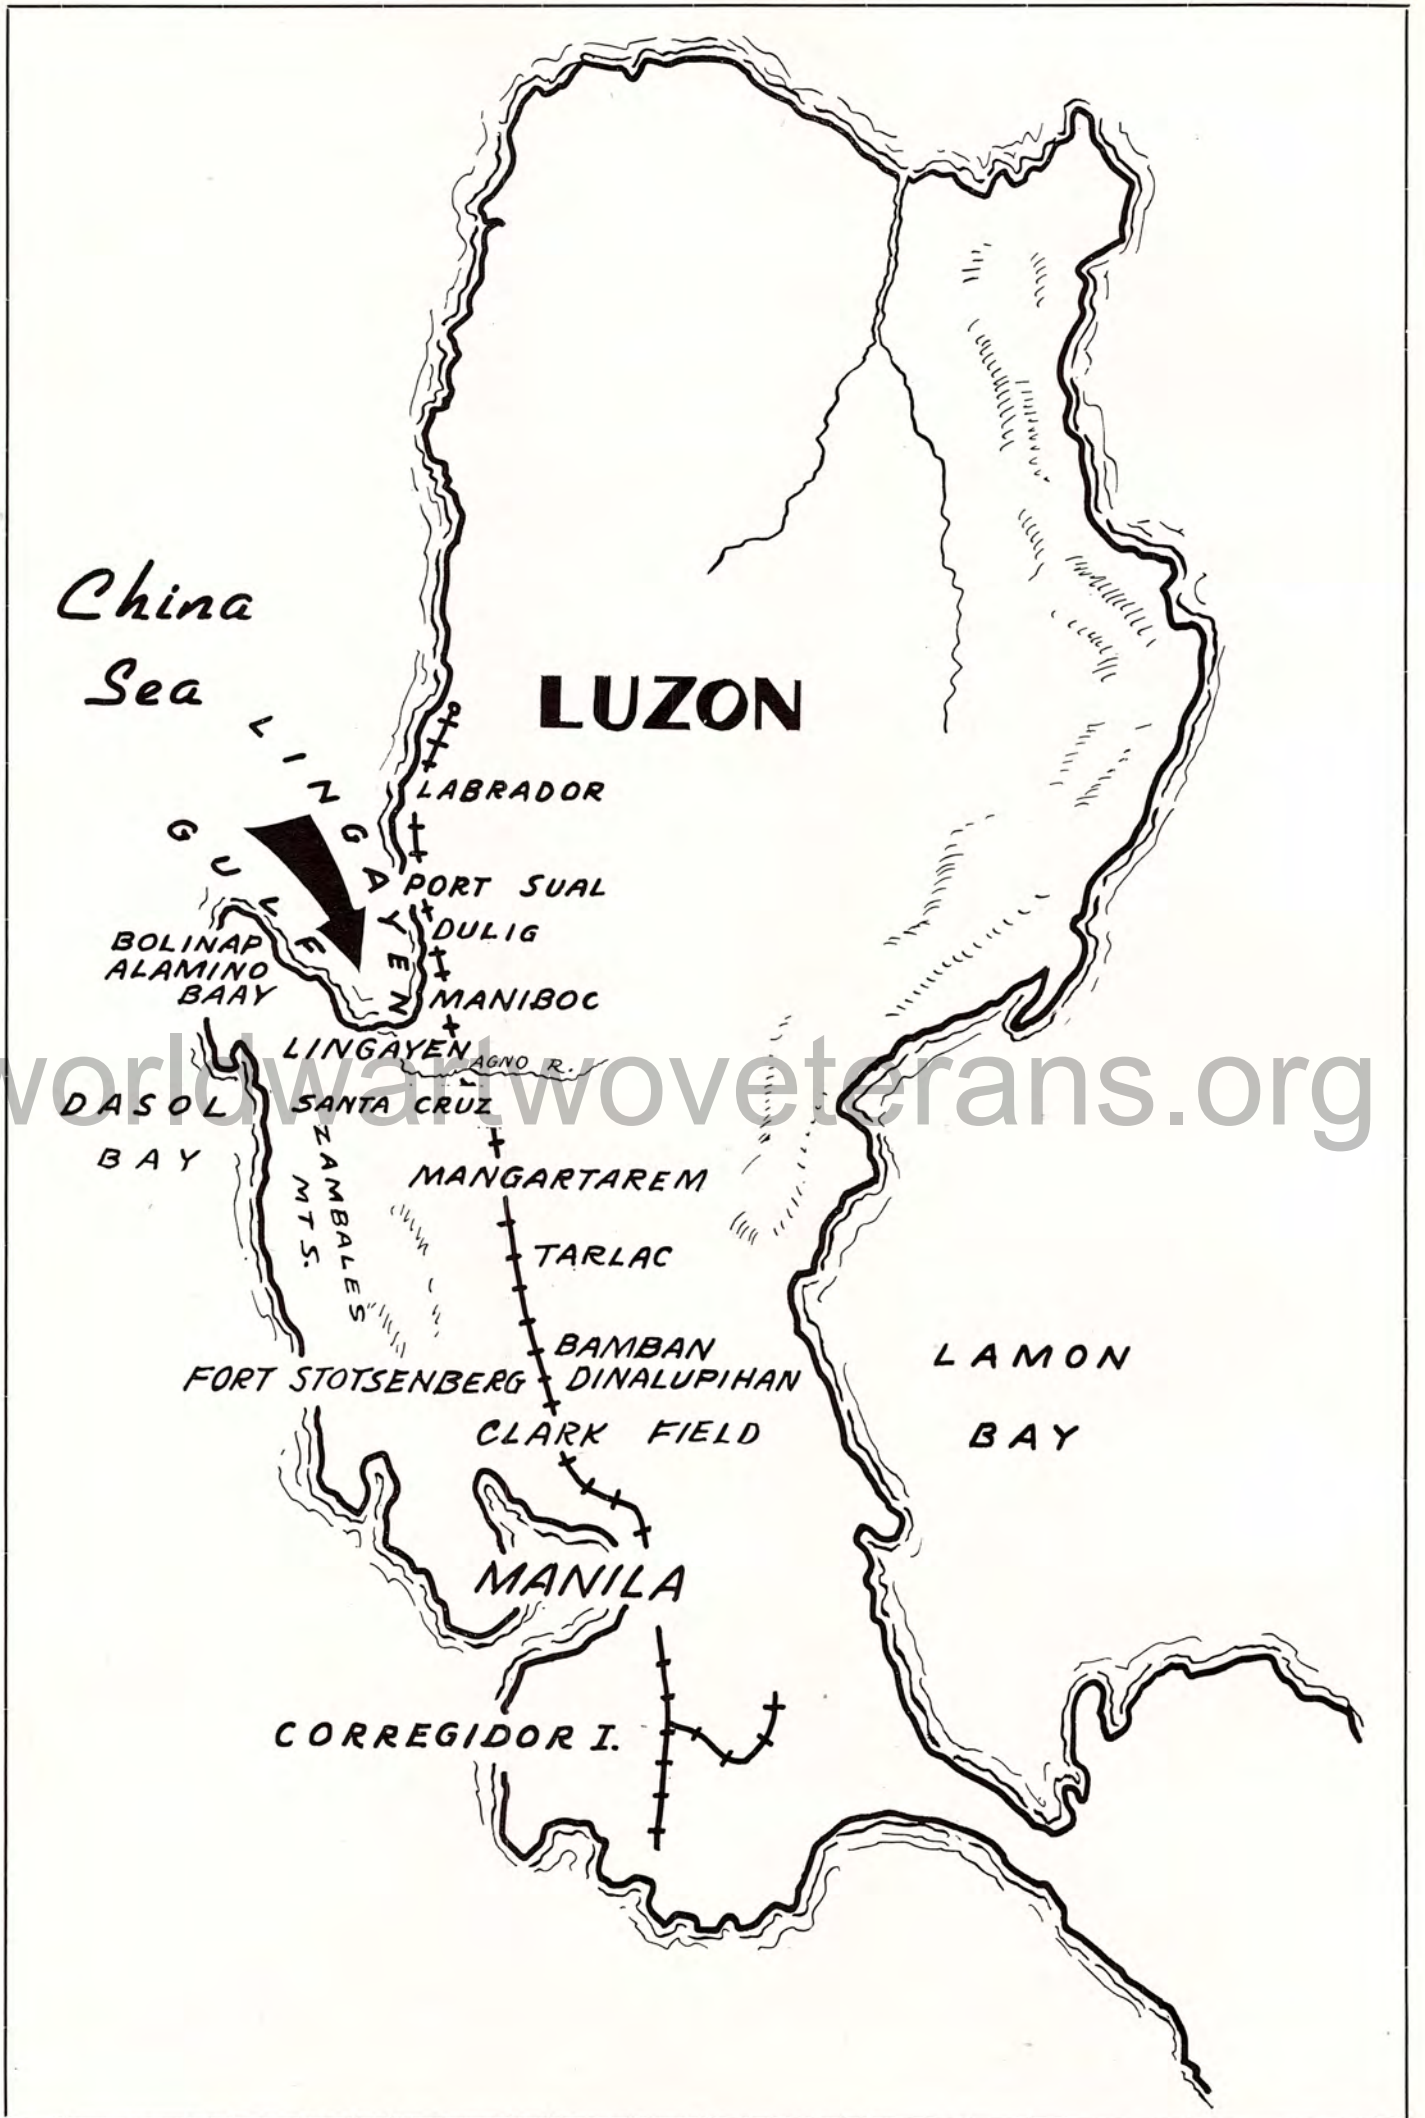 China
Sea
LUZON
LINGAYEN
GULF
LABRADOR
PORT SUAL
DULIG
BOLINAP
ALAMINO
BAAY
MANIBOC
LINGAYEN
AGNO R.
worldwartwoveterans.org
DASOL
BAY
SANTA CRUZ
ZAMBALES
MTS.
MANGARTAREM
TARLAC
BAMBAN
FORT STOTSENBERG
DINALUPIHAN
LAMON
BAY
CLARK FIELD
MANILA
CORREGIDOR I.